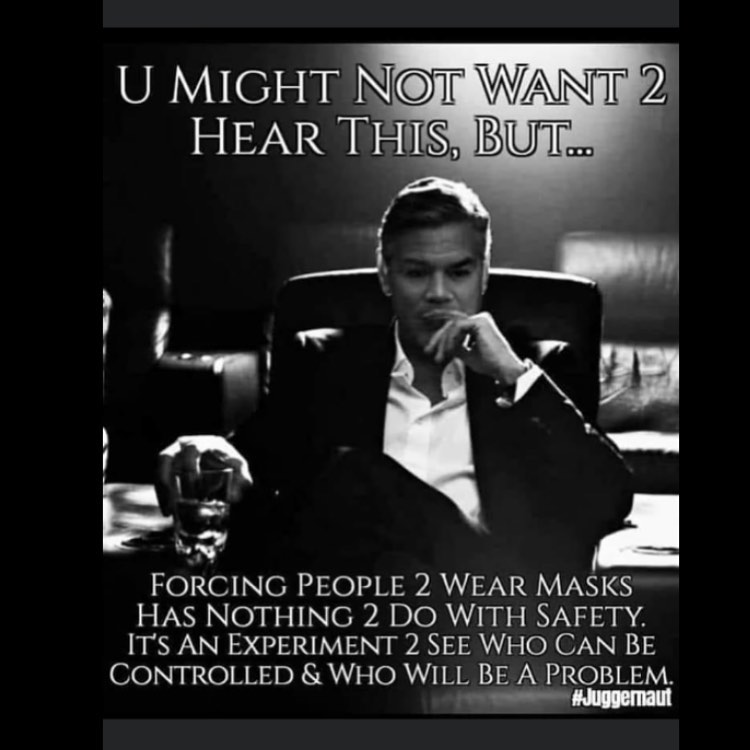 U Might Not Want 2
Hear This, But...
Forcing People 2 Wear Masks
Has Nothing 2 Do With Safety.
It's An Experiment 2 See Who Can Be
Controlled & Who Will Be A Problem.
#Juggernaut